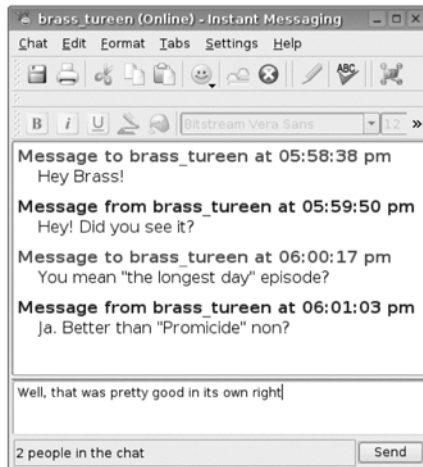 brass_tureen (Online) - Instant Messaging
Chat Edit Format Tabs Settings Help
ABC
B i U Bitstream Vera Sans 12 »
Message to brass_tureen at 05:58:38 pm
Hey Brass!
Message from brass_tureen at 05:59:50 pm
Hey! Did you see it?
Message to brass_tureen at 06:00:17 pm
You mean "the longest day" episode?
Message from brass_tureen at 06:01:03 pm
Ja. Better than "Promicide" non?
Well, that was pretty good in its own right
2 people in the chat Send